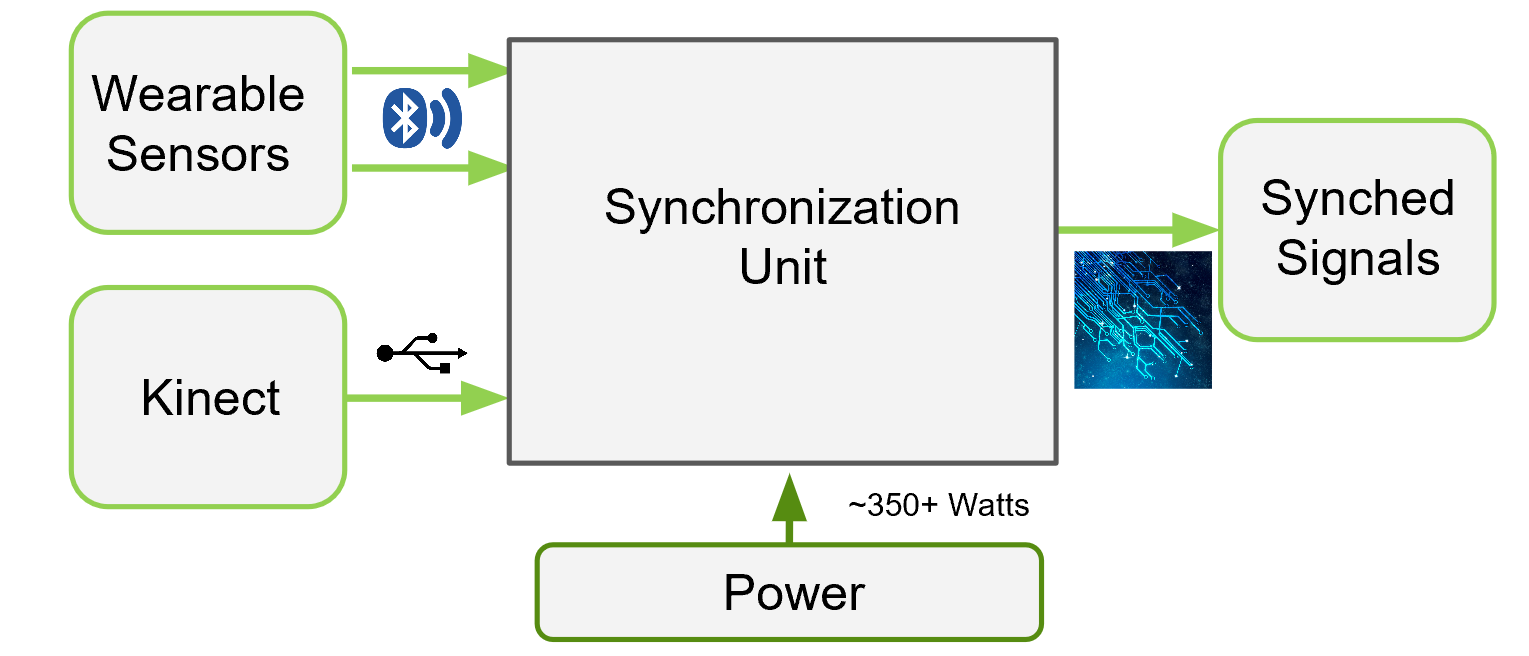 Wearable
Sensors
Synchronization
Unit
Synched
Signals
Kinect
~350+ Watts
Power